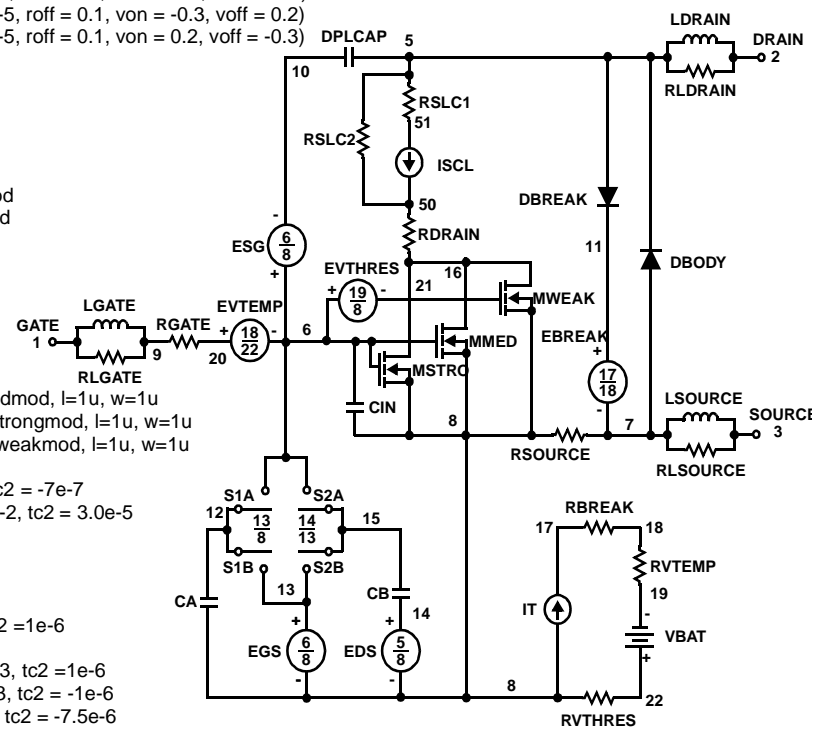 -5, roff = 0.1, von = -0.3, voff = 0.2)
-5, roff = 0.1, von = 0.2, voff = -0.3)
LDRAIN
DPLCAP
5
DRAIN
2
10
RSLC1
RLDRAIN
51
RSLC2
ISCL
od
d
50
DBREAK
-
RDRAIN
ESG
6
8
11
DBODY
+
EVTHRES
16
21
+
19
8
-
MWEAK
LGATE
EVTEMP
GATE
RGATE
+
18
22
-
6
EBREAK
1
MMED
+
9
20
MSTRO
17
18
RLGATE
LSOURCE
dmod, l=1u, w=1u
CIN
-
SOURCE
strongmod, l=1u, w=1u
8
7
3
weakmod, l=1u, w=1u
RSOURCE
RLSOURCE
c2 = -7e-7
S1A
S2A
RBREAK
-2, tc2 = 3.0e-5
12
13
8
14
13
15
17
18
S1B
S2B
RVTEMP
13
CB
19
CA
14
IT
-
2 =1e-6
+
+
VBAT
EGS
6
8
EDS
5
8
+
3, tc2 =1e-6
-
-
8
3, tc2 = -1e-6
22
tc2 = -7.5e-6
RVTHRES